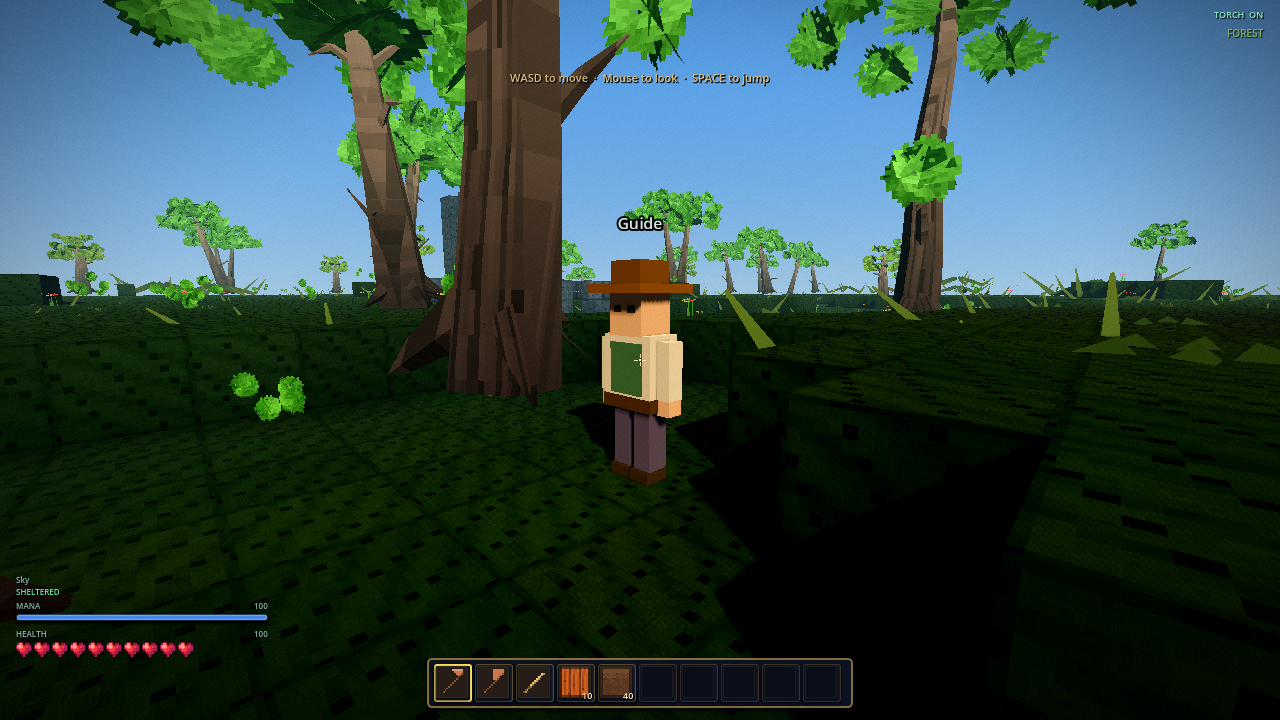 TORCH ON
FOREST
WASD to move · Mouse to look · SPACE to jump
Guide
Sky
SHELTERED
MANA 100
HEALTH 100
10 40